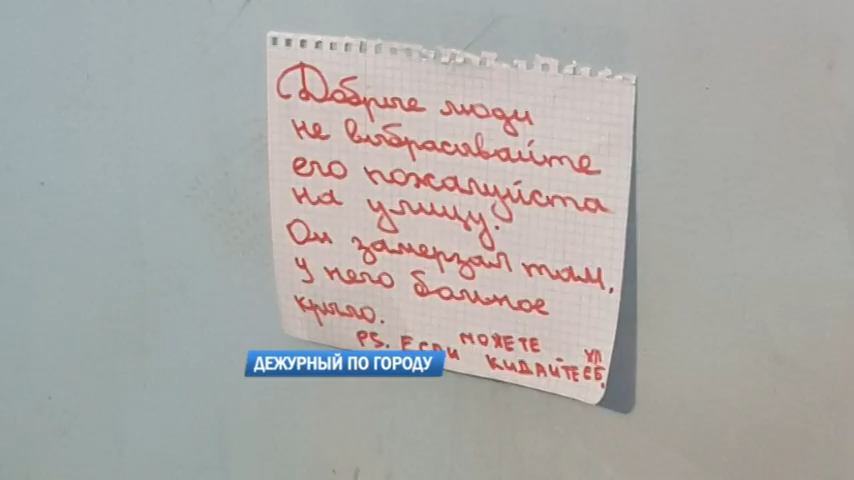 Добрые люди
не выбрасывайте
его пожалуйста
на улицу.
Он замерзал там,
у него больное
крыло.
PS. Если можете
кидайте хлеб.
ДЕЖУРНЫЙ ПО ГОРОДУ